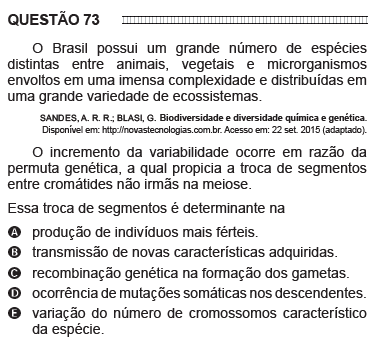 QUESTÃO 73
O Brasil possui um grande número de espécies
distintas entre animais, vegetais e microrganismos
envoltos em uma imensa complexidade e distribuídas em
uma grande variedade de ecossistemas.
SANDES, A. R. R.; BLASI, G. Biodiversidade e diversidade química e genética.
Disponível em: http://novastecnologias.com.br. Acesso em: 22 set. 2015 (adaptado).
O incremento da variabilidade ocorre em razão da
permuta genética, a qual propicia a troca de segmentos
entre cromátides não irmãs na meiose.
Essa troca de segmentos é determinante na
A produção de indivíduos mais férteis.
B transmissão de novas características adquiridas.
C recombinação genética na formação dos gametas.
D ocorrência de mutações somáticas nos descendentes.
E variação do número de cromossomos característico
da espécie.